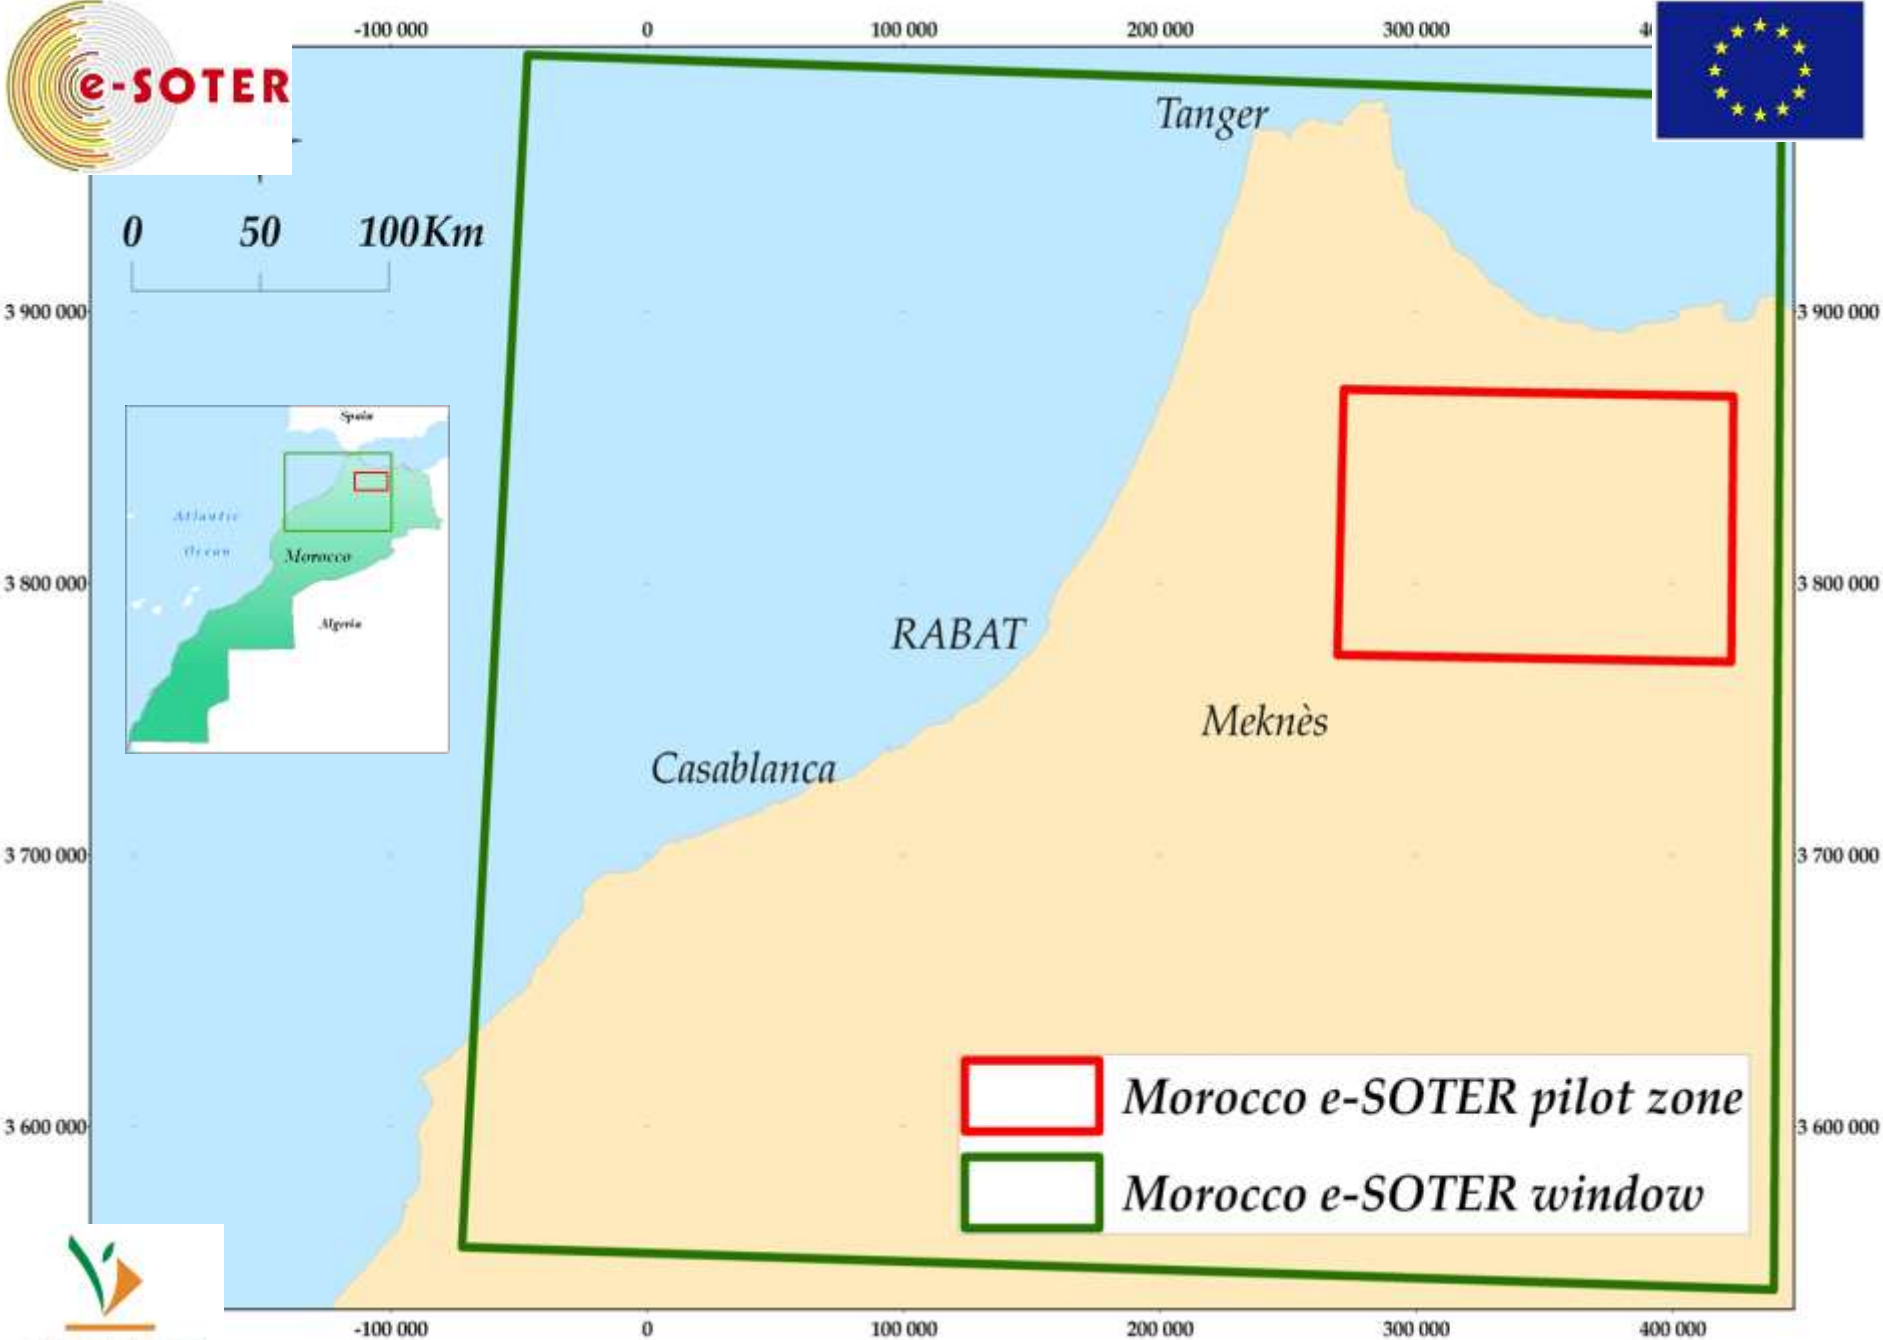 -100 000 0 100 000 200 000 300 000
e-SOTER
Tanger
0 50 100Km
3 900 000 3 900 000
Spain
Atlantic
Ocean
Morocco
Algeria
3 800 000 3 800 000
RABAT
Meknès
Casablanca
3 700 000 3 700 000
Morocco e-SOTER pilot zone
3 600 000 3 600 000
Morocco e-SOTER window
-100 000 0 100 000 200 000 300 000 400 000